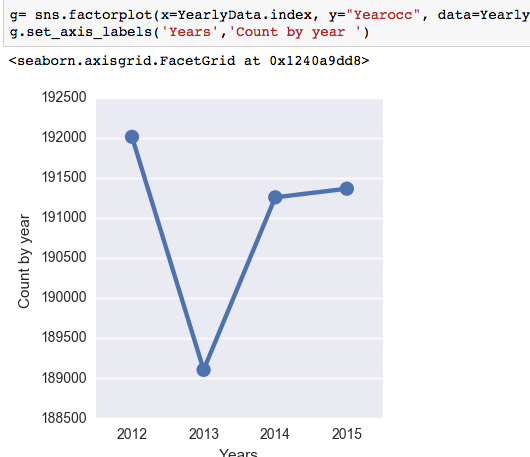 g= sns.factorplot(x=YearlyData.index, y="Yearocc", data=Yearly
g.set_axis_labels('Years','Count by year ')
<seaborn.axisgrid.FacetGrid at 0x1240a9dd8>
192500
192000
191500
191000
190500
190000
189500
189000
188500
Count by year
2012 2013 2014 2015
Years